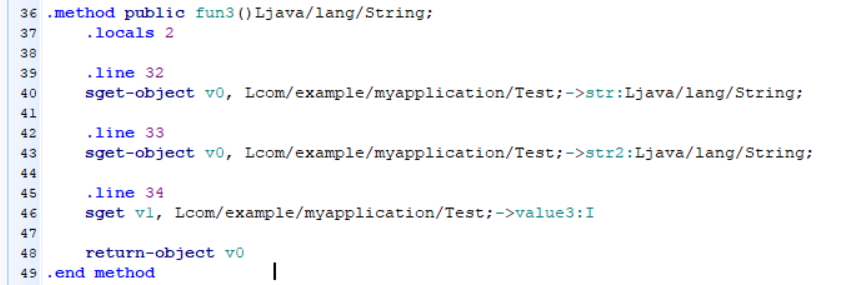 36 .method public fun3()Ljava/lang/String;
37     .locals 2
38
39     .line 32
40     sget-object v0, Lcom/example/myapplication/Test;->str:Ljava/lang/String;
41
42     .line 33
43     sget-object v0, Lcom/example/myapplication/Test;->str2:Ljava/lang/String;
44
45     .line 34
46     sget v1, Lcom/example/myapplication/Test;->value3:I
47
48     return-object v0
49 .end method